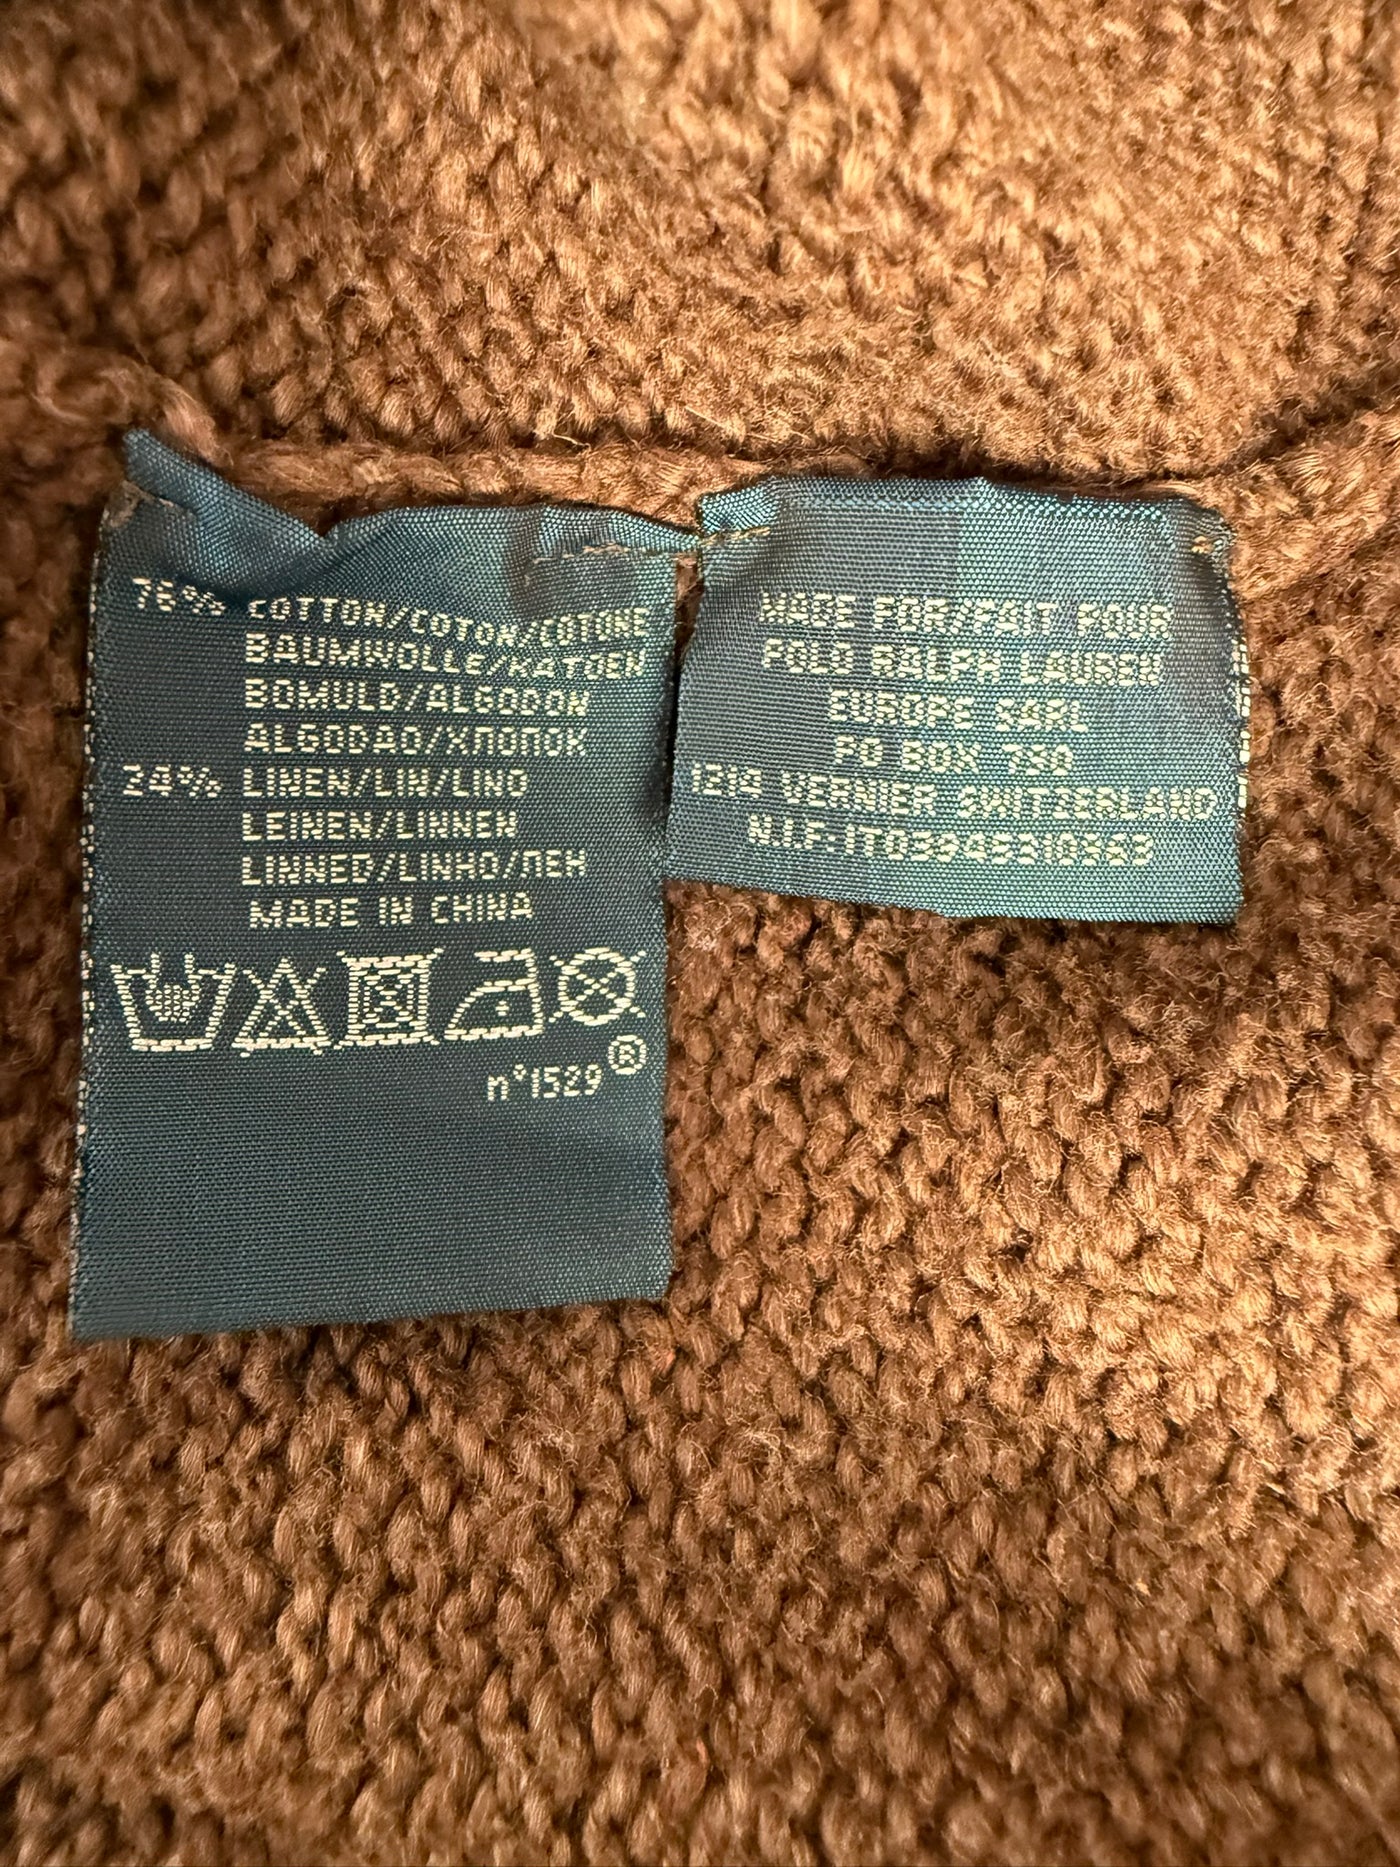 76% COTTON/COTON/COTONE
BAUMWOLLE/KATOEN
BOMULD/ALGODON
ALGODAO/ХЛОПОК
24% LINEN/LIN/LINO
LEINEN/LINNEN
LINNED/LINHO/ЛЕН
MADE IN CHINA
n°1529®
MADE FOR/FAIT POUR
POLO RALPH LAUREN
EUROPE SARL
PO BOX 730
1214 VERNIER SWITZERLAND
N.I.F: